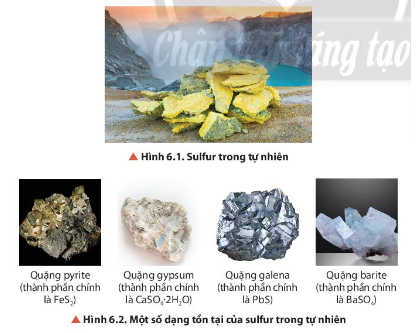 Chân
áng tạo
▲ Hình 6.1. Sulfur trong tự nhiên
Quặng pyrite
(thành phần chính
là FeS₂)
Quặng gypsum
(thành phần chính
là CaSO₄·2H₂O)
Quặng galena
(thành phần chính
là PbS)
Quặng barite
(thành phần chính
là BaSO₄)
▲ Hình 6.2. Một số dạng tồn tại của sulfur trong tự nhiên